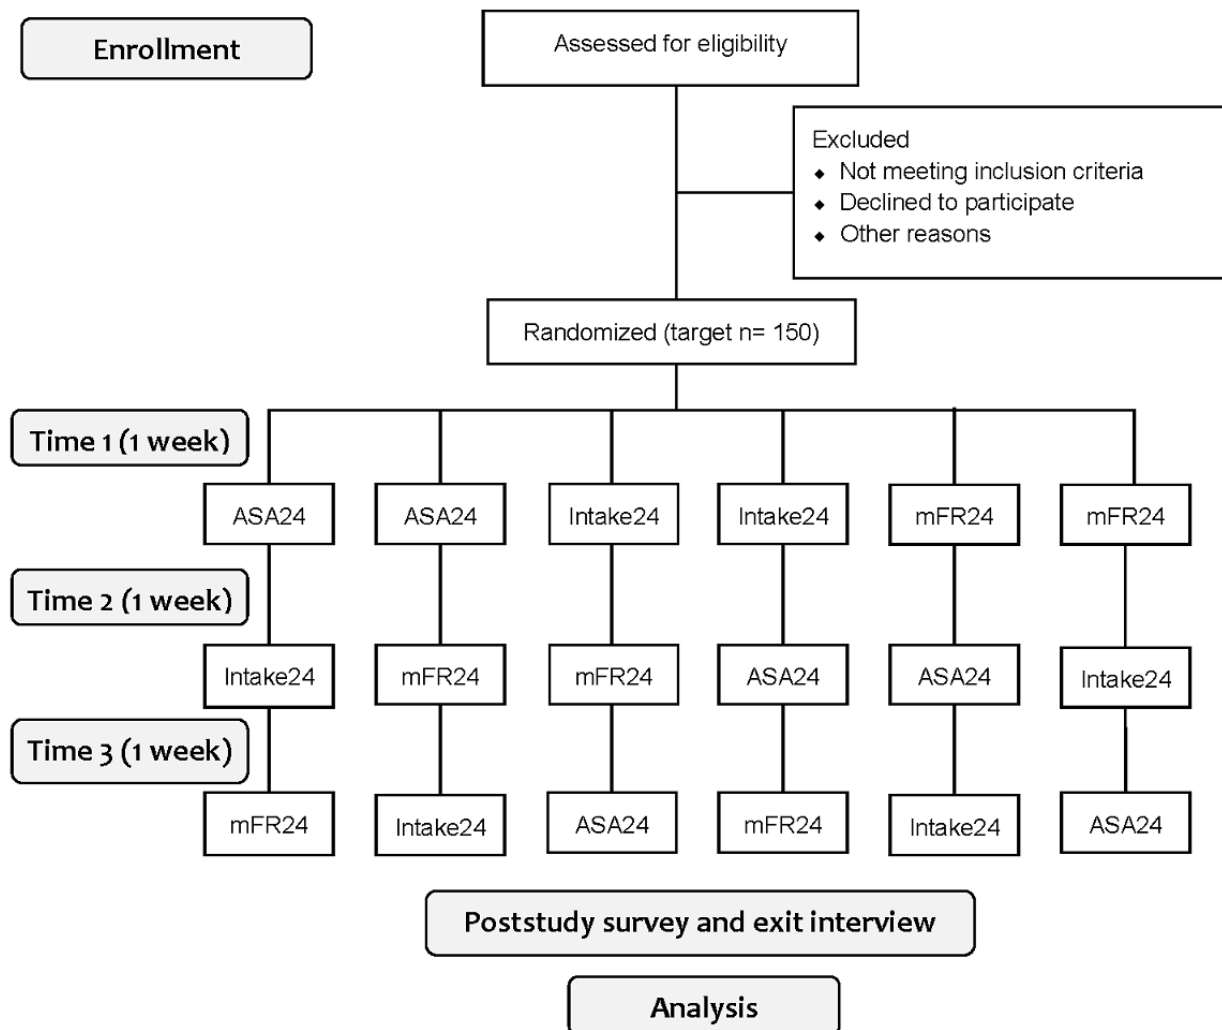 Enrollment
Assessed for eligibility
Excluded
◆ Not meeting inclusion criteria
◆ Declined to participate
◆ Other reasons
Randomized (target n= 150)
Time 1 (1 week)
ASA24 ASA24 Intake24 Intake24 mFR24 mFR24
Time 2 (1 week)
Intake24 mFR24 mFR24 ASA24 ASA24 Intake24
Time 3 (1 week)
mFR24 Intake24 ASA24 mFR24 Intake24 ASA24
Poststudy survey and exit interview
Analysis